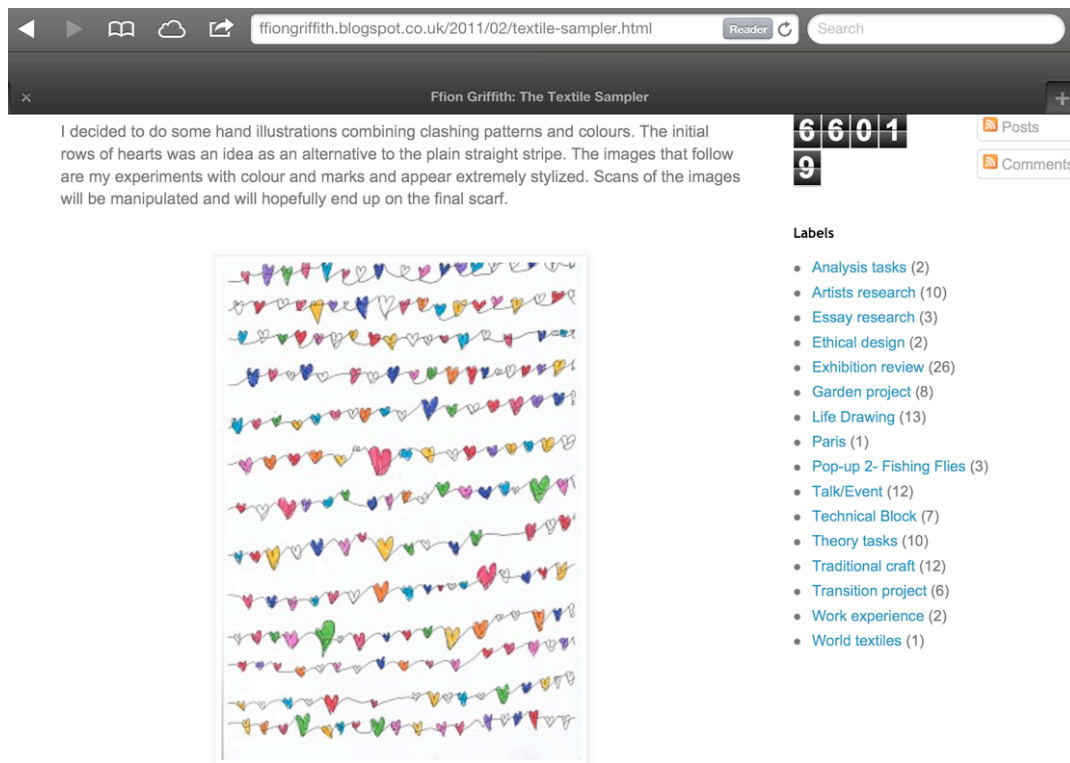 ffiongriffith.blogspot.co.uk/2011/02/textile-sampler.html
Reader
Search
Ffion Griffith: The Textile Sampler
I decided to do some hand illustrations combining clashing patterns and colours. The initial
rows of hearts was an idea as an alternative to the plain straight stripe. The images that follow
are my experiments with colour and marks and appear extremely stylized. Scans of the images
will be manipulated and will hopefully end up on the final scarf.
6601
9
Posts
Comments
Labels
Analysis tasks (2)
Artists research (10)
Essay research (3)
Ethical design (2)
Exhibition review (26)
Garden project (8)
Life Drawing (13)
Paris (1)
Pop-up 2- Fishing Flies (3)
Talk/Event (12)
Technical Block (7)
Theory tasks (10)
Traditional craft (12)
Transition project (6)
Work experience (2)
World textiles (1)